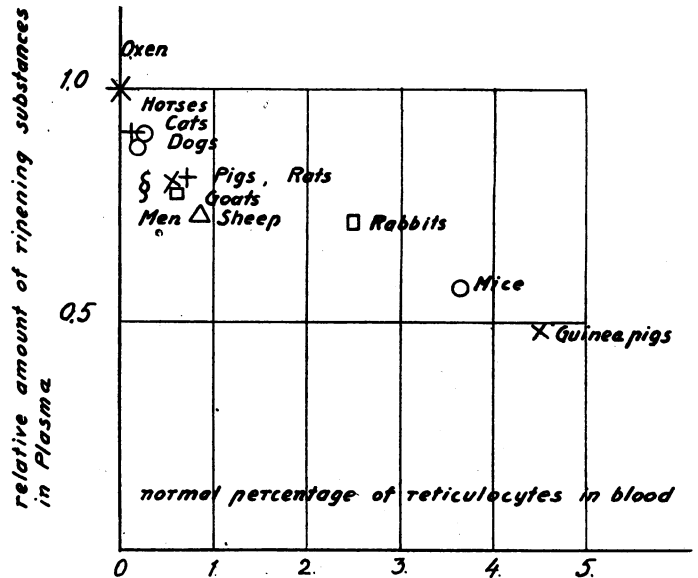 relative amount of ripening substances
in Plasma
Oxen
1.0
Horses
Cats
Dogs
§ Pigs, Rats
Goats
Men Sheep
Rabbits
Mice
0.5
Guinea pigs
normal percentage of reticulocytes in blood
0 1. 2. 3. 4. 5.